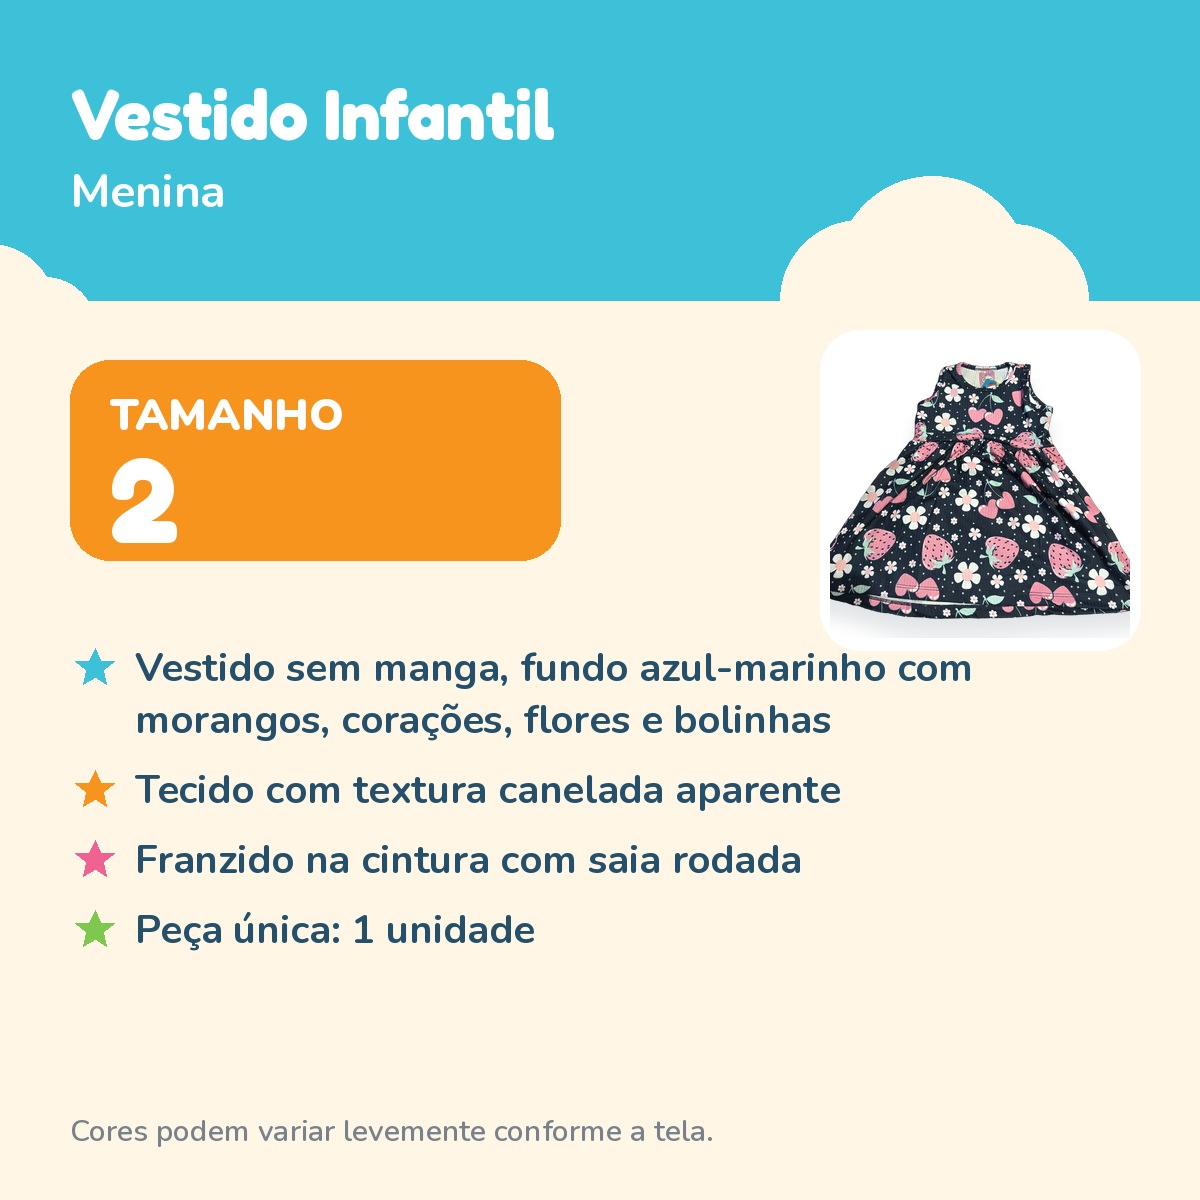 Vestido Infantil
Menina
TAMANHO
2
Vestido sem manga, fundo azul-marinho com
morangos, corações, flores e bolinhas
Tecido com textura canelada aparente
Franzido na cintura com saia rodada
Peça única: 1 unidade
Cores podem variar levemente conforme a tela.